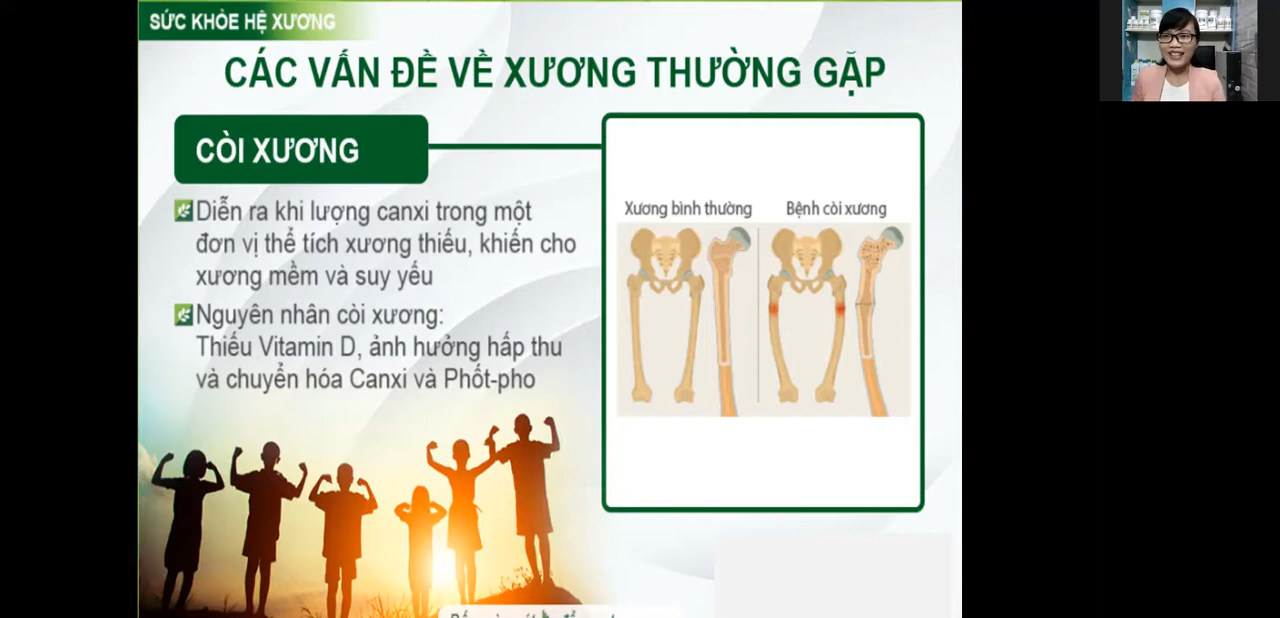 SỨC KHỎE HỆ XƯƠNG
CÁC VẤN ĐỀ VỀ XƯƠNG THƯỜNG GẶP
CÒI XƯƠNG
Diễn ra khi lượng canxi trong một
đơn vị thể tích xương thiếu, khiến cho
xương mềm và suy yếu
Nguyên nhân còi xương:
Thiếu Vitamin D, ảnh hưởng hấp thu
và chuyển hóa Canxi và Phốt-pho
Xương bình thường
Bệnh còi xương